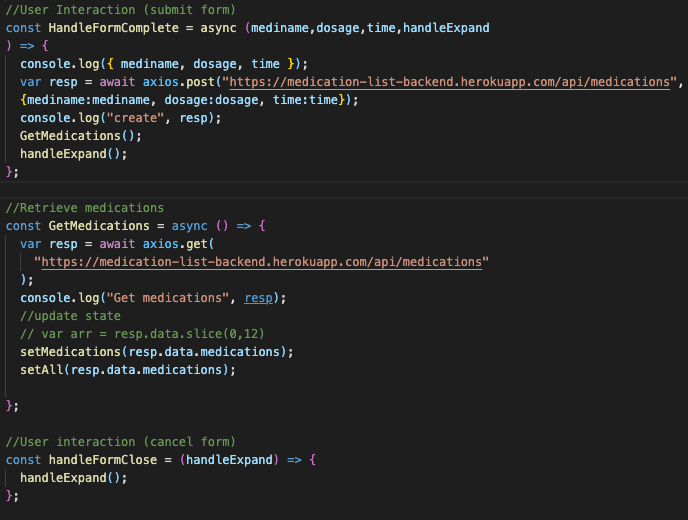 //User Interaction (submit form)
const HandleFormComplete = async (mediname,dosage,time,handleExpand
) => {
  console.log({ mediname, dosage, time });
  var resp = await axios.post("https://medication-list-backend.herokuapp.com/api/medications",
  {mediname:mediname, dosage:dosage, time:time});
  console.log("create", resp);
  GetMedications();
  handleExpand();
};
//Retrieve medications
const GetMedications = async () => {
  var resp = await axios.get(
    "https://medication-list-backend.herokuapp.com/api/medications"
  );
  console.log("Get medications", resp);
  //update state
  // var arr = resp.data.slice(0,12)
  setMedications(resp.data.medications);
  setAll(resp.data.medications);
};
//User interaction (cancel form)
const handleFormClose = (handleExpand) => {
  handleExpand();
};